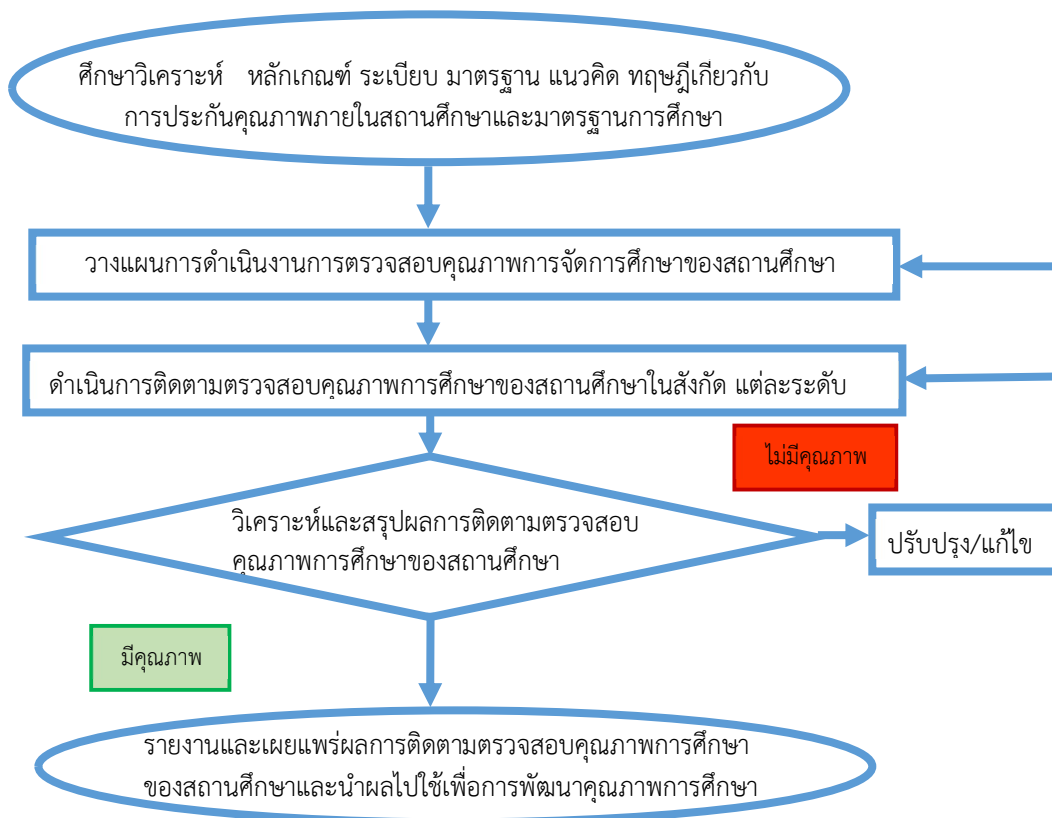 ศึกษาวิเคราะห์ หลักเกณฑ์ ระเบียบ มาตรฐาน แนวคิด ทฤษฎีเกี่ยวกับ
การประกันคุณภาพภายในสถานศึกษาและมาตรฐานการศึกษา
วางแผนการดำเนินงานการตรวจสอบคุณภาพการจัดการศึกษาของสถานศึกษา
ดำเนินการติดตามตรวจสอบคุณภาพการศึกษาของสถานศึกษาในสังกัด แต่ละระดับ
ไม่มีคุณภาพ
วิเคราะห์และสรุปผลการติดตามตรวจสอบ
คุณภาพการศึกษาของสถานศึกษา
ปรับปรุง/แก้ไข
มีคุณภาพ
รายงานและเผยแพร่ผลการติดตามตรวจสอบคุณภาพการศึกษา
ของสถานศึกษาและนำผลไปใช้เพื่อการพัฒนาคุณภาพการศึกษา